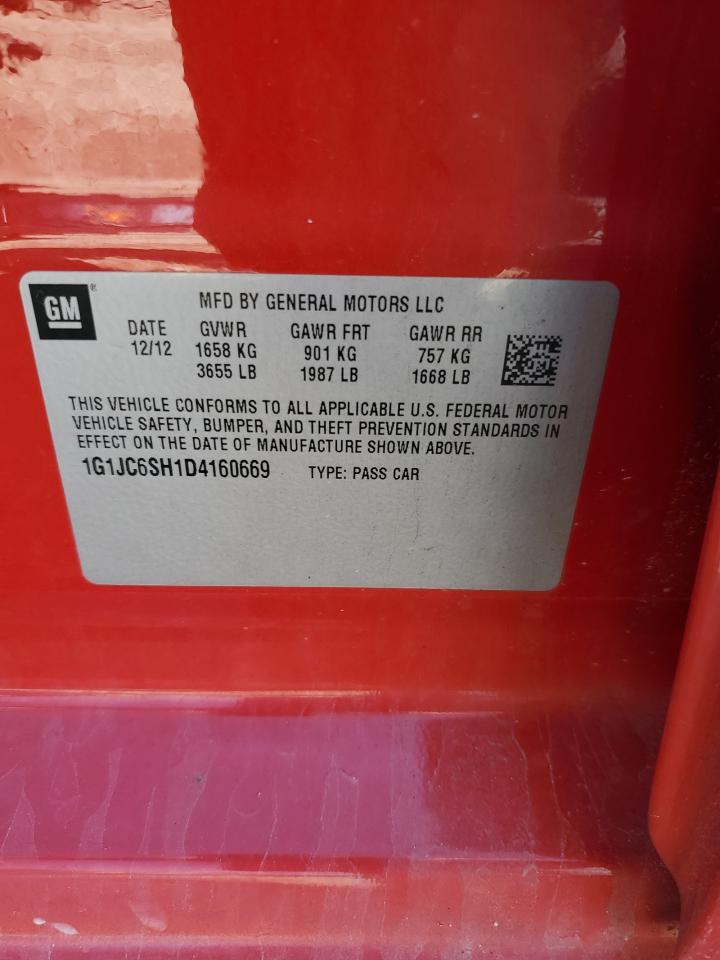 GM ®
MFD BY GENERAL MOTORS LLC
DATE GVWR GAWR FRT GAWR RR
12/12 1658 KG 901 KG 757 KG
3655 LB 1987 LB 1668 LB
THIS VEHICLE CONFORMS TO ALL APPLICABLE U.S. FEDERAL MOTOR
VEHICLE SAFETY, BUMPER, AND THEFT PREVENTION STANDARDS IN
EFFECT ON THE DATE OF MANUFACTURE SHOWN ABOVE.
1G1JC6SH1D4160669 TYPE: PASS CAR